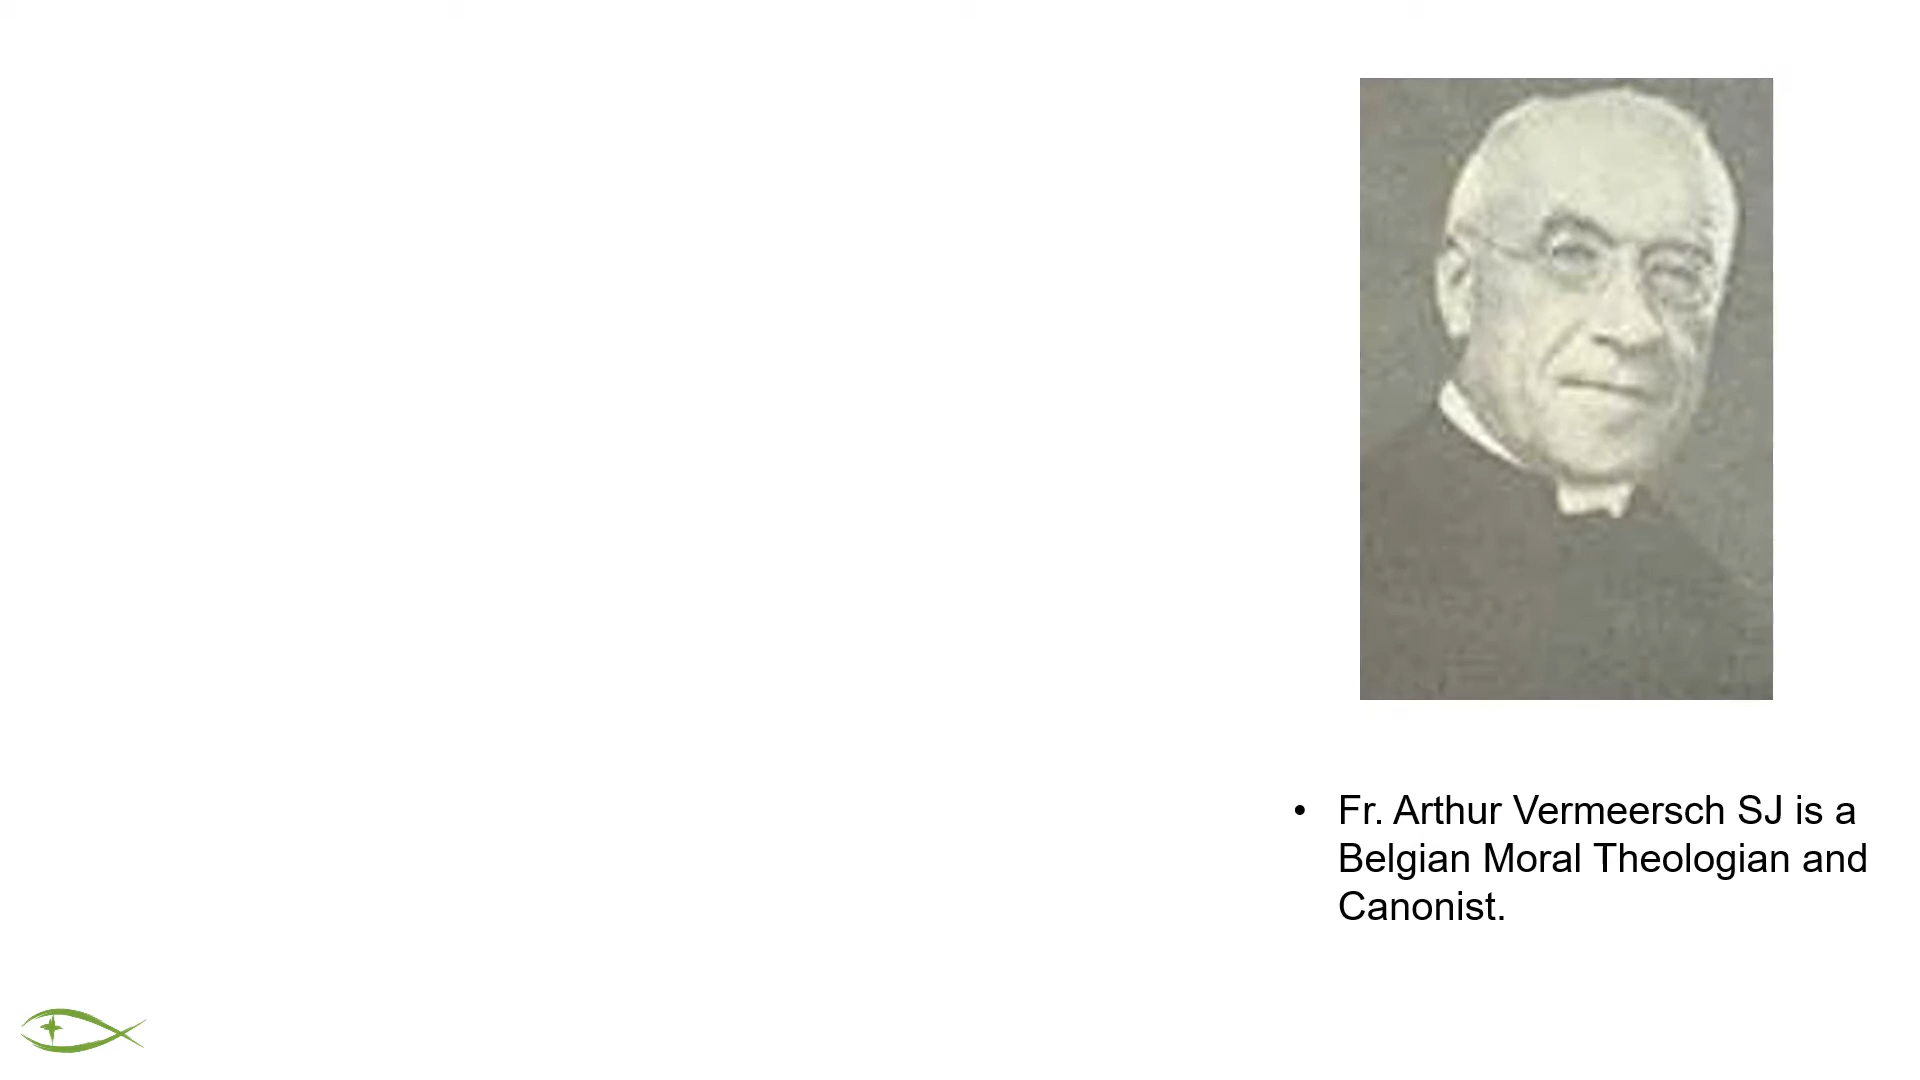 • Fr. Arthur Vermeersch SJ is a
Belgian Moral Theologian and
Canonist.